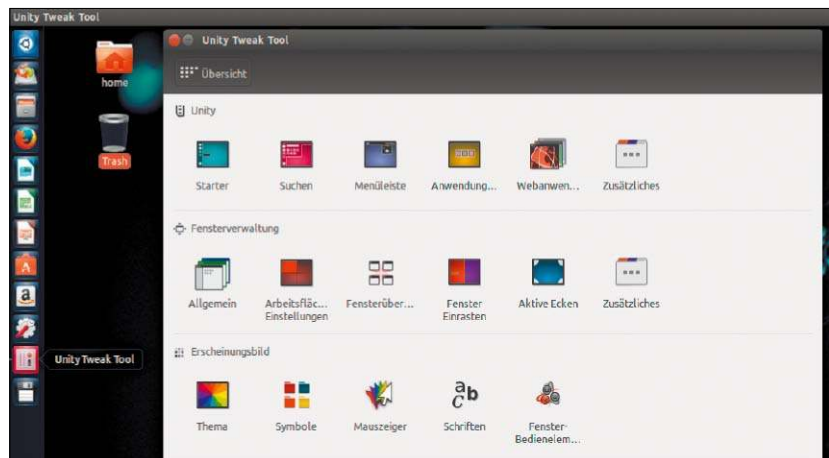 Unity Tweak Tool
Unity Tweak Tool
home
Übersicht
Unity
Trash
Starter Suchen Menüleiste Anwendung... Webanwen... Zusätzliches
Fensterverwaltung
Allgemein Arbeitsfläc... Fensterüber... Fenster Aktive Ecken Zusätzliches
Einstellungen Einrasten
Unity Tweak Tool
Erscheinungsbild
Thema Symbole Mauszeiger Schriften Fenster-
Bedienelem...